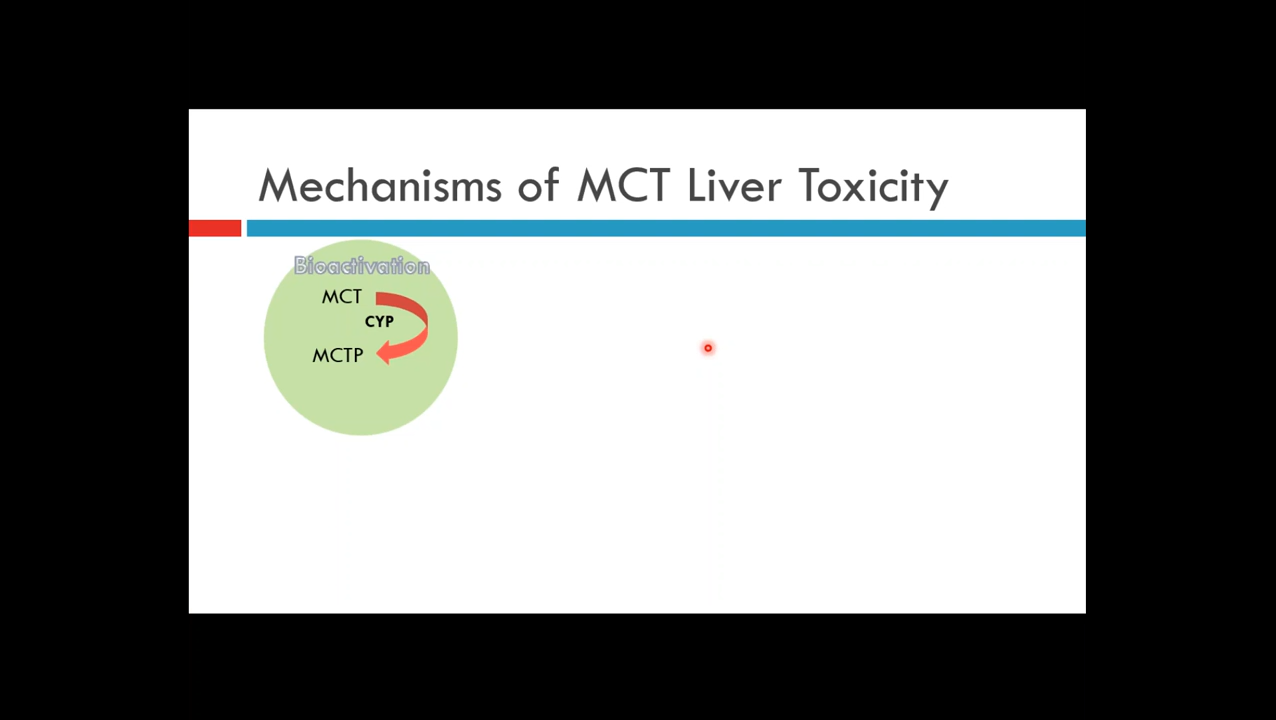 Mechanisms of MCT Liver Toxicity
Bioactivation
MCT
CYP
MCTP